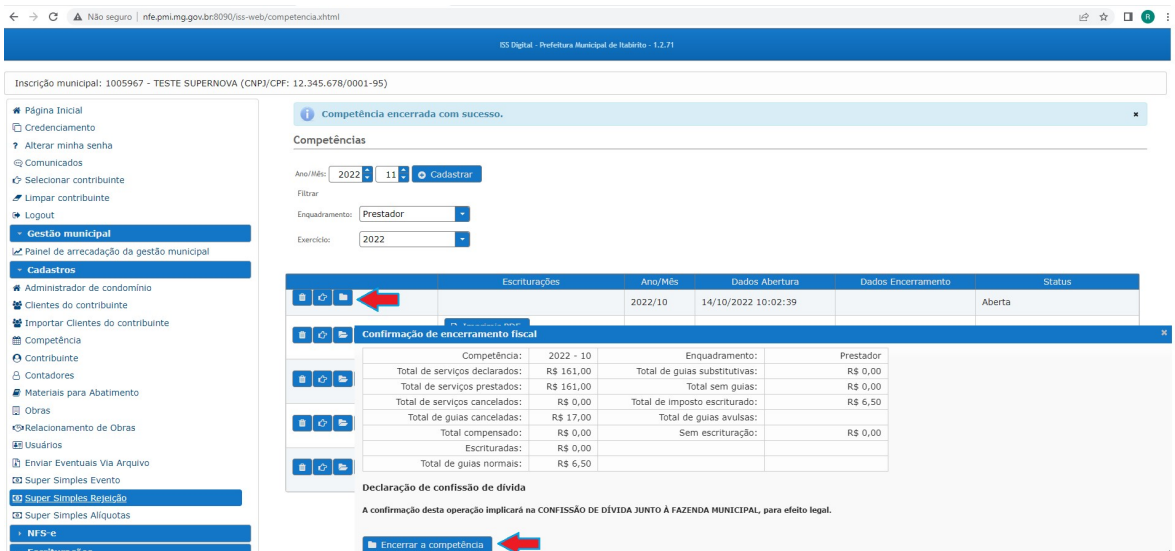 Não seguro | nfe.pmi.mg.gov.br:8090/iss-web/competencia.xhtml
R
ISS Digital - Prefeitura Municipal de Itabirito - 1.2.71
Inscrição municipal: 1005967 - TESTE SUPERNOVA (CNPJ/CPF: 12.345.678/0001-95)
Página Inicial
Credenciamento
? Alterar minha senha
Comunicados
Selecionar contribuinte
Limpar contribuinte
Logout
Gestão municipal
Painel de arrecadação da gestão municipal
Cadastros
Administrador de condomínio
Clientes do contribuinte
Importar Clientes do contribuinte
Competência
Contribuinte
Contadores
Materiais para Abatimento
Obras
Relacionamento de Obras
Usuários
Enviar Eventuais Via Arquivo
Super Simples Evento
Super Simples Rejeição
Super Simples Alíquotas
NFS-e
Escriturações
Competência encerrada com sucesso.
Competências
Ano/Mês: 2022 11 Cadastrar
Filtrar
Enquadramento: Prestador
Exercício: 2022
Escriturações Ano/Mês Dados Abertura Dados Encerramento Status
2022/10 14/10/2022 10:02:39 Aberta
Imprimir PDF
Confirmação de encerramento fiscal
Competência: 2022 - 10 Enquadramento: Prestador
Total de serviços declarados: R$ 161,00 Total de guias substitutivas: R$ 0,00
Total de serviços prestados: R$ 161,00 Total sem guias: R$ 0,00
Total de serviços cancelados: R$ 0,00 Total de imposto escriturado: R$ 6,50
Total de guias canceladas: R$ 17,00 Total de guias avulsas:
Total compensado: R$ 0,00 Sem escrituração: R$ 0,00
Escrituradas: R$ 0,00
Total de guias normais: R$ 6,50
Declaração de confissão de dívida
A confirmação desta operação implicará na CONFISSÃO DE DÍVIDA JUNTO À FAZENDA MUNICIPAL, para efeito legal.
Encerrar a competência